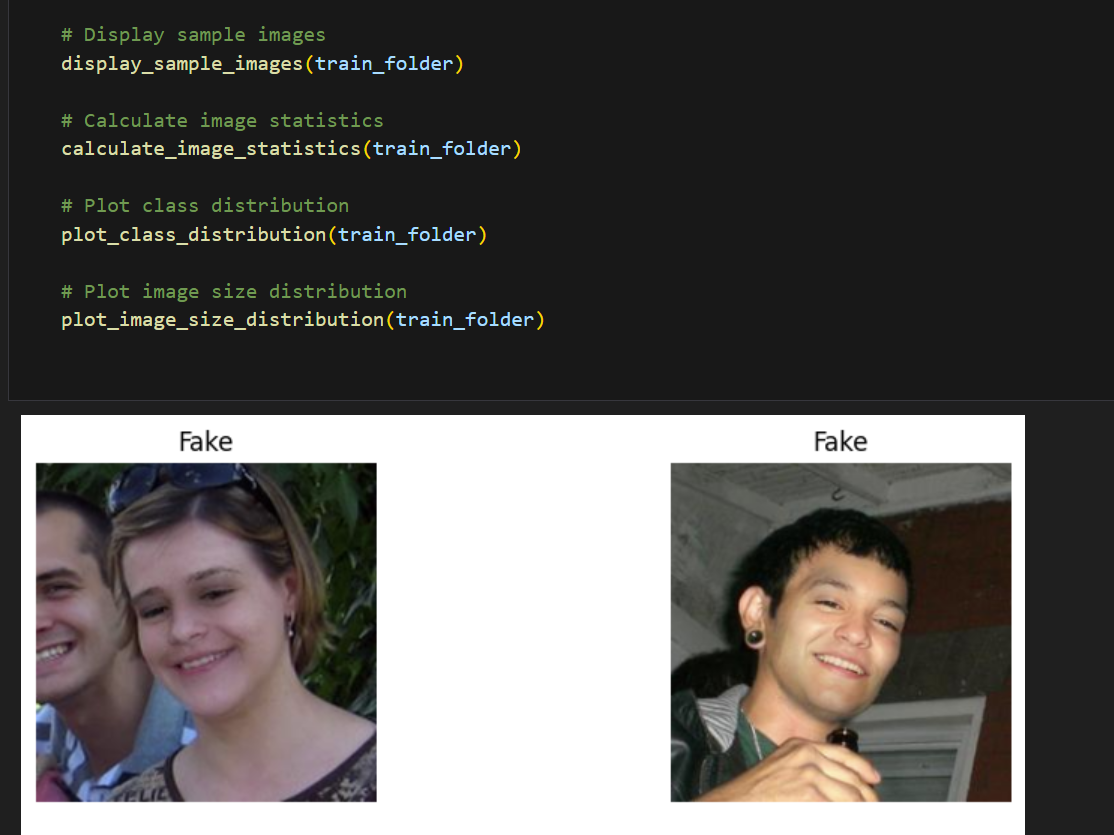 # Display sample images
display_sample_images(train_folder)
# Calculate image statistics
calculate_image_statistics(train_folder)
# Plot class distribution
plot_class_distribution(train_folder)
# Plot image size distribution
plot_image_size_distribution(train_folder)
Fake
Fake